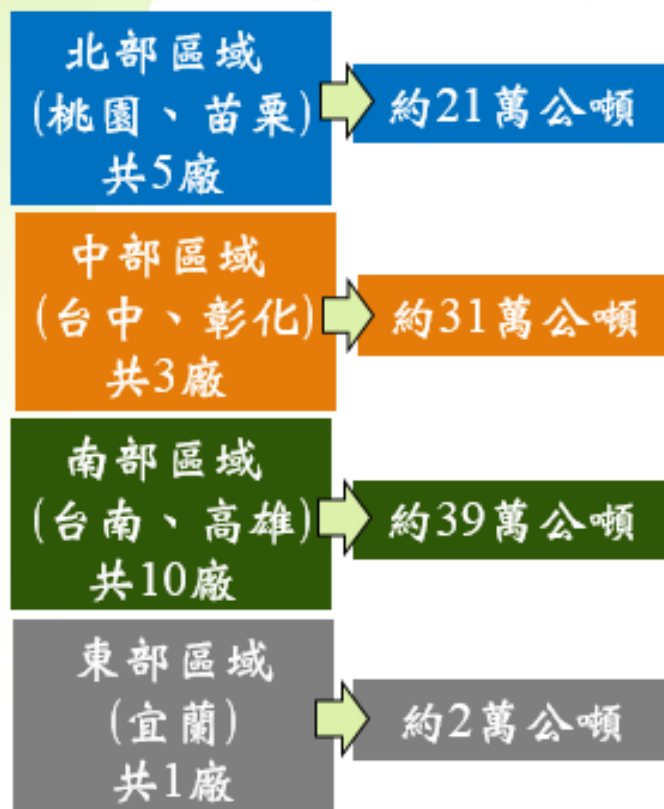 北部區域
(桃園、苗栗)
共5廠
約21萬公噸
中部區域
(台中、彰化)
共3廠
約31萬公噸
南部區域
(台南、高雄)
共10廠
約39萬公噸
東部區域
(宜蘭)
共1廠
約2萬公噸